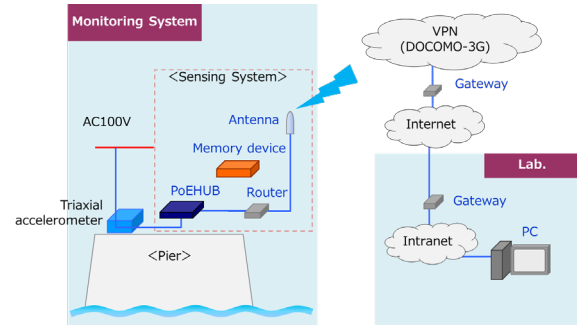 Monitoring System
<Sensing System>
AC100V
Antenna
Memory device
PoEHUB
Router
Triaxial
accelerometer
<Pier>
VPN
(DOCOMO-3G)
Gateway
Internet
Lab.
Gateway
Intranet
PC